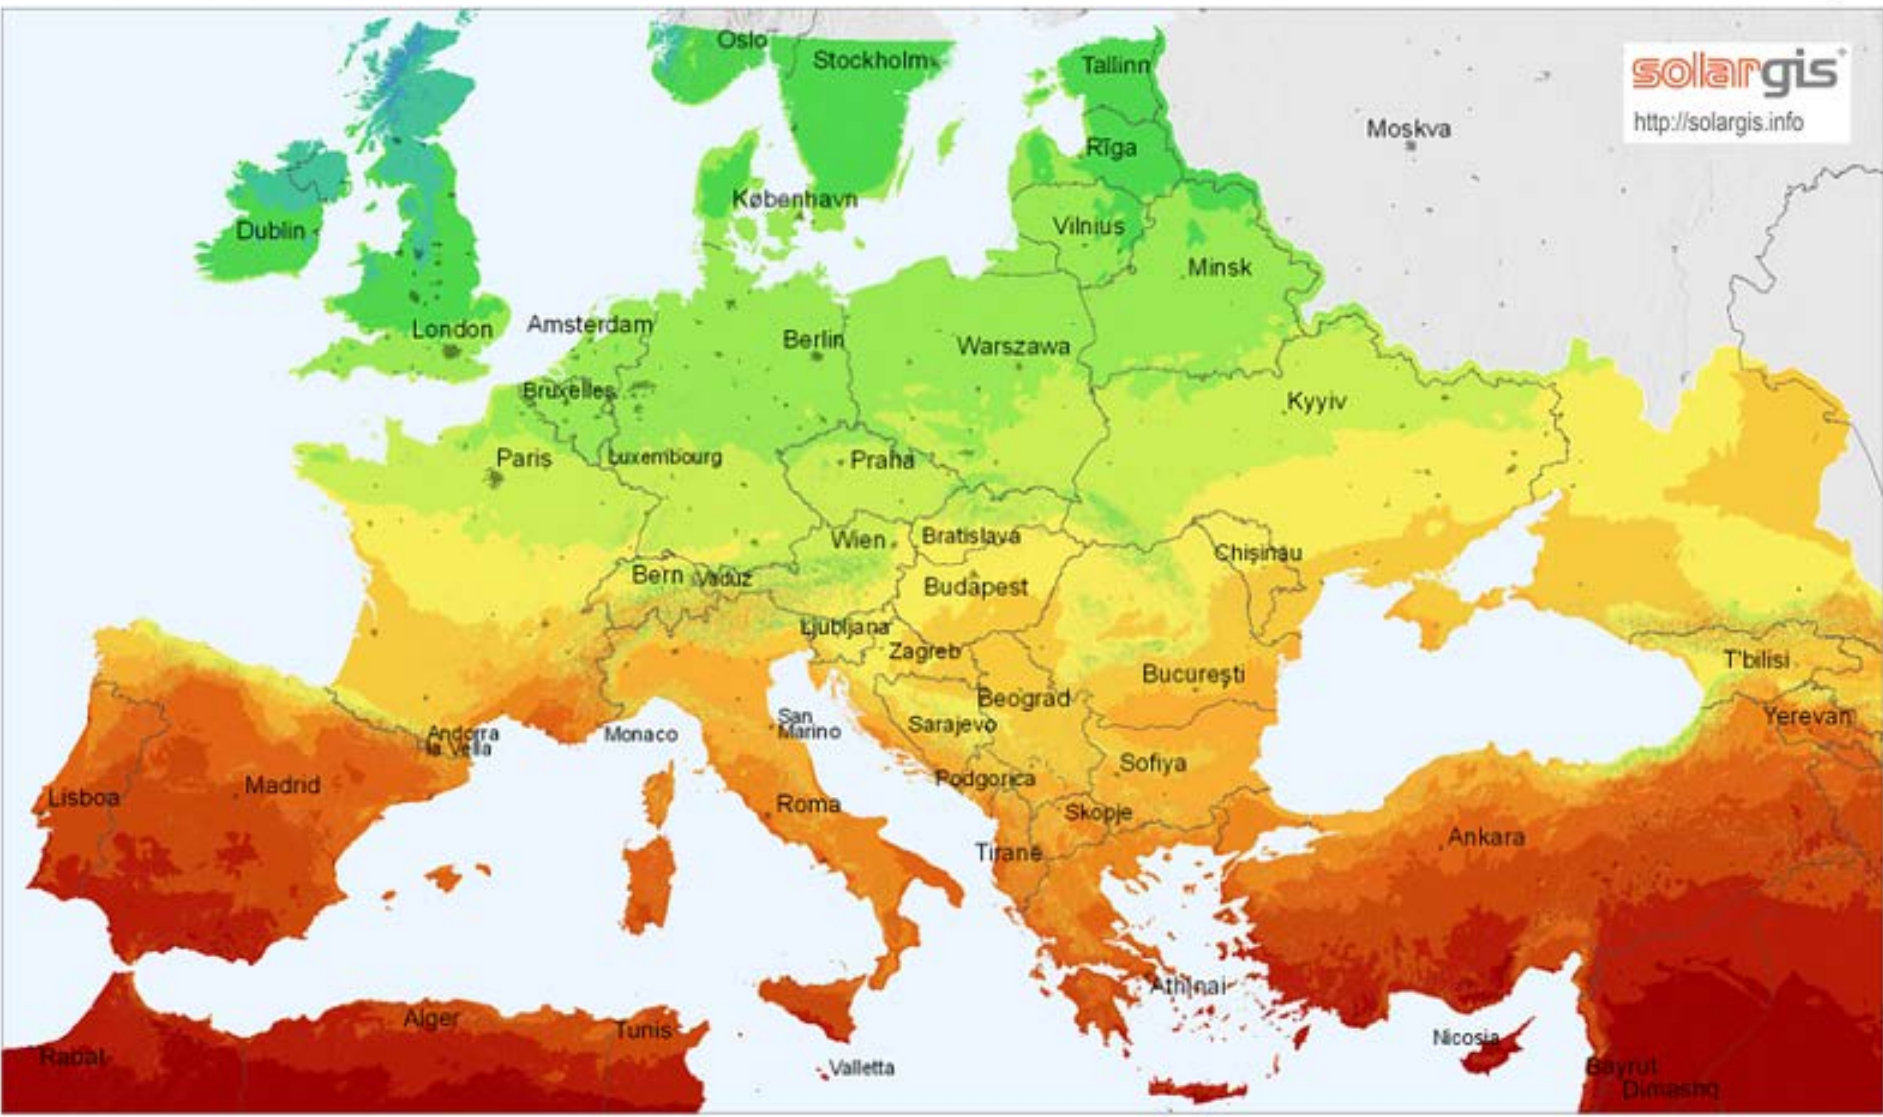 Oslo
Stockholm
Tallinn
solargis
http://solargis.info
Moskva
Rīga
København
Vilnius
Dublin
Minsk
London
Amsterdam
Berlin
Warszawa
Bruxelles
Kyyiv
Paris
Luxembourg
Praha
Wien
Bratislava
Chişinău
Bern
Vaduz
Budapest
Ljubljana
Zagreb
T'bilisi
Bucureşti
Beograd
Yerevan
San
Marino
Sarajevo
Andorra
la Vella
Monaco
Sofiya
Podgorica
Madrid
Lisboa
Roma
Skopje
Ankara
Tiranë
Athinai
Alger
Tunis
Nicosia
Rabat
Valletta
Bayrut
Dimashq